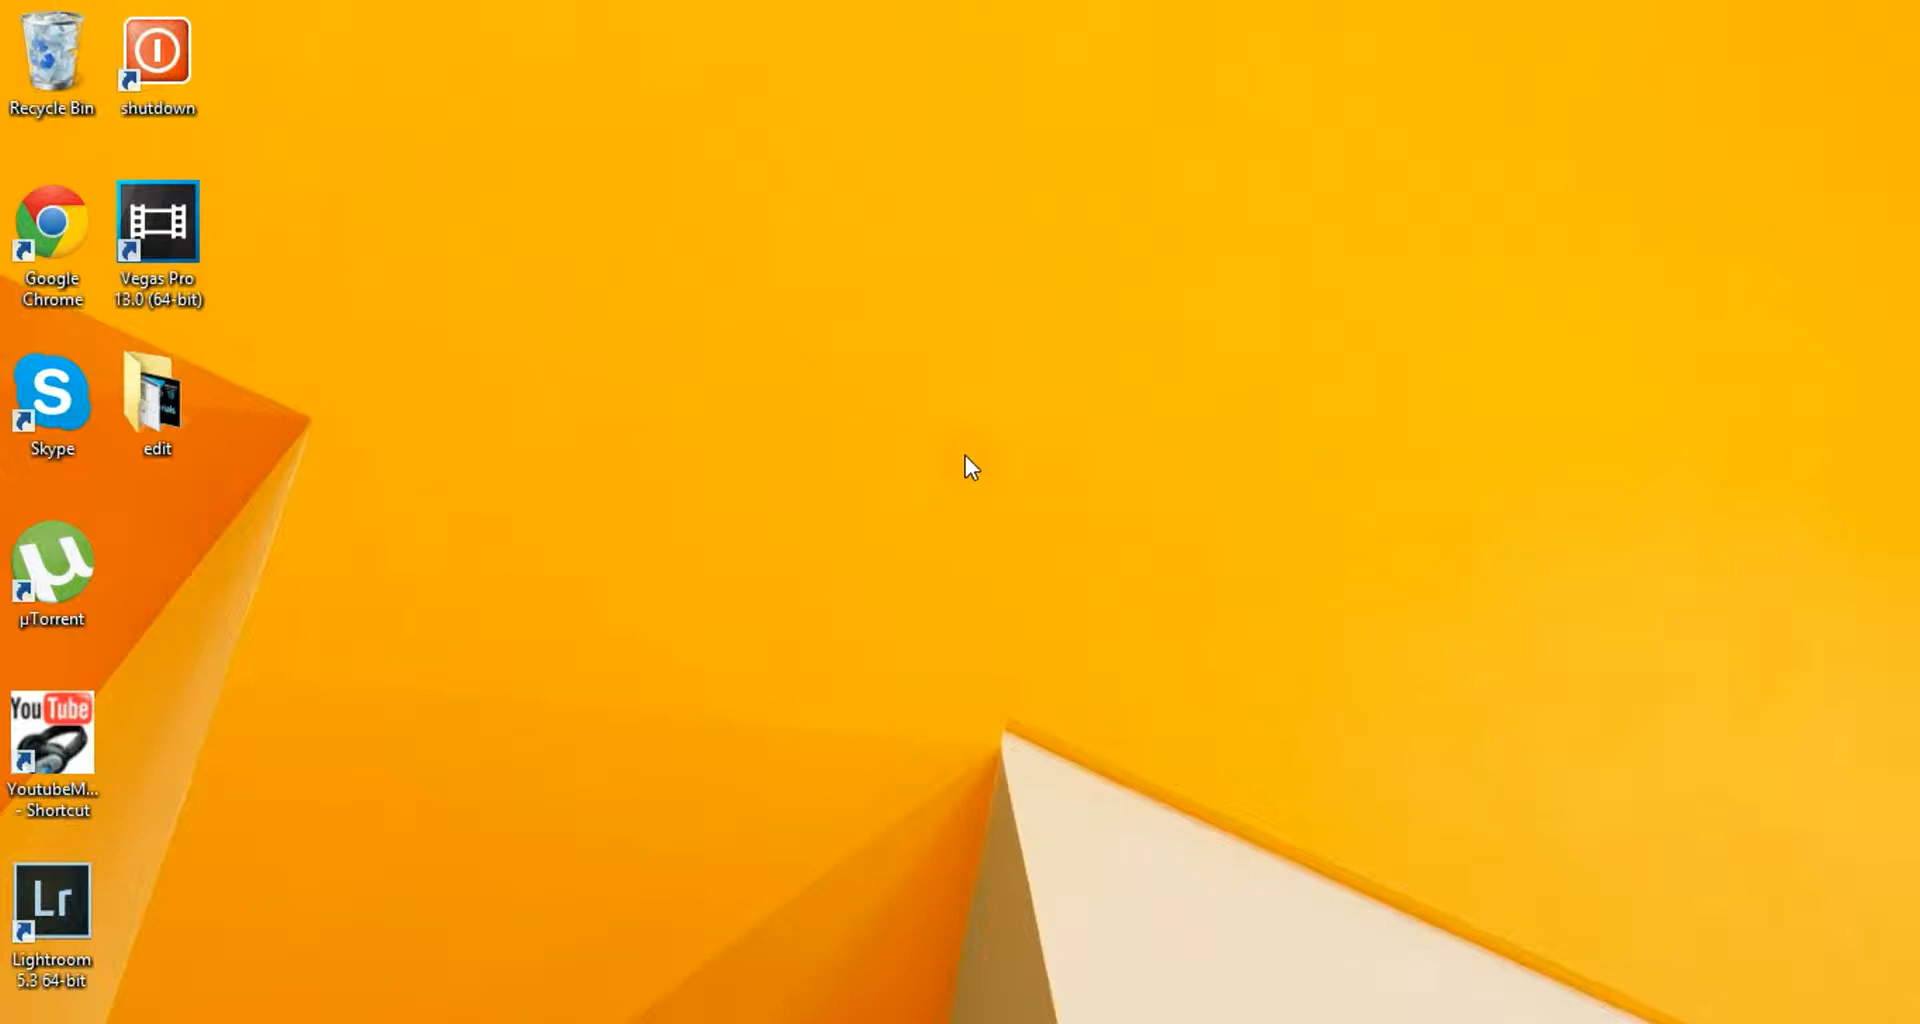 Recycle Bin
shutdown
Google
Chrome
Vegas Pro
13.0 (64-bit)
S
Skype
edit
µ
µTorrent
You Tube
YoutubeM...
- Shortcut
Lr
Lightroom
5.3 64-bit